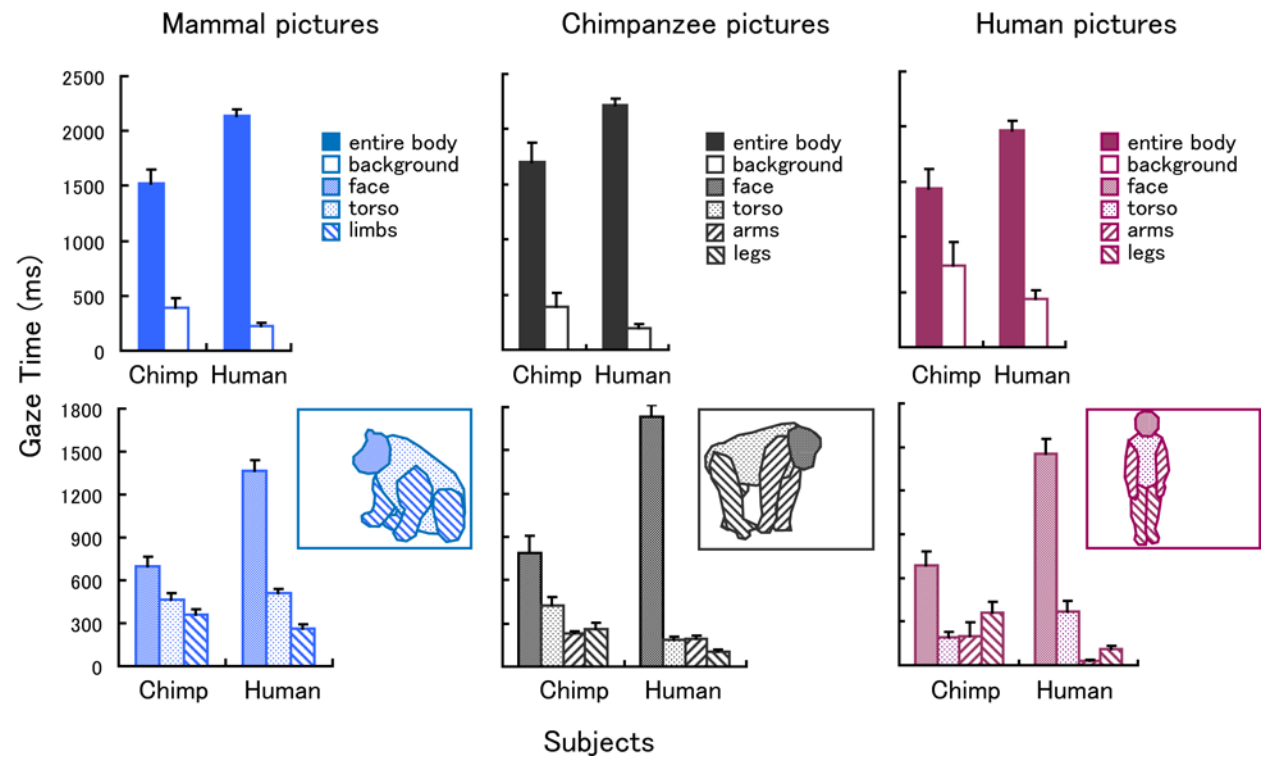 Mammal pictures
Chimpanzee pictures
Human pictures
Gaze Time (ms)
2500
2000
1500
1000
500
0
entire body
background
face
torso
limbs
Chimp Human
entire body
background
face
torso
arms
legs
Chimp Human
entire body
background
face
torso
arms
legs
Chimp Human
1800
1500
1200
900
600
300
0
Chimp Human
Chimp Human
Chimp Human
Subjects